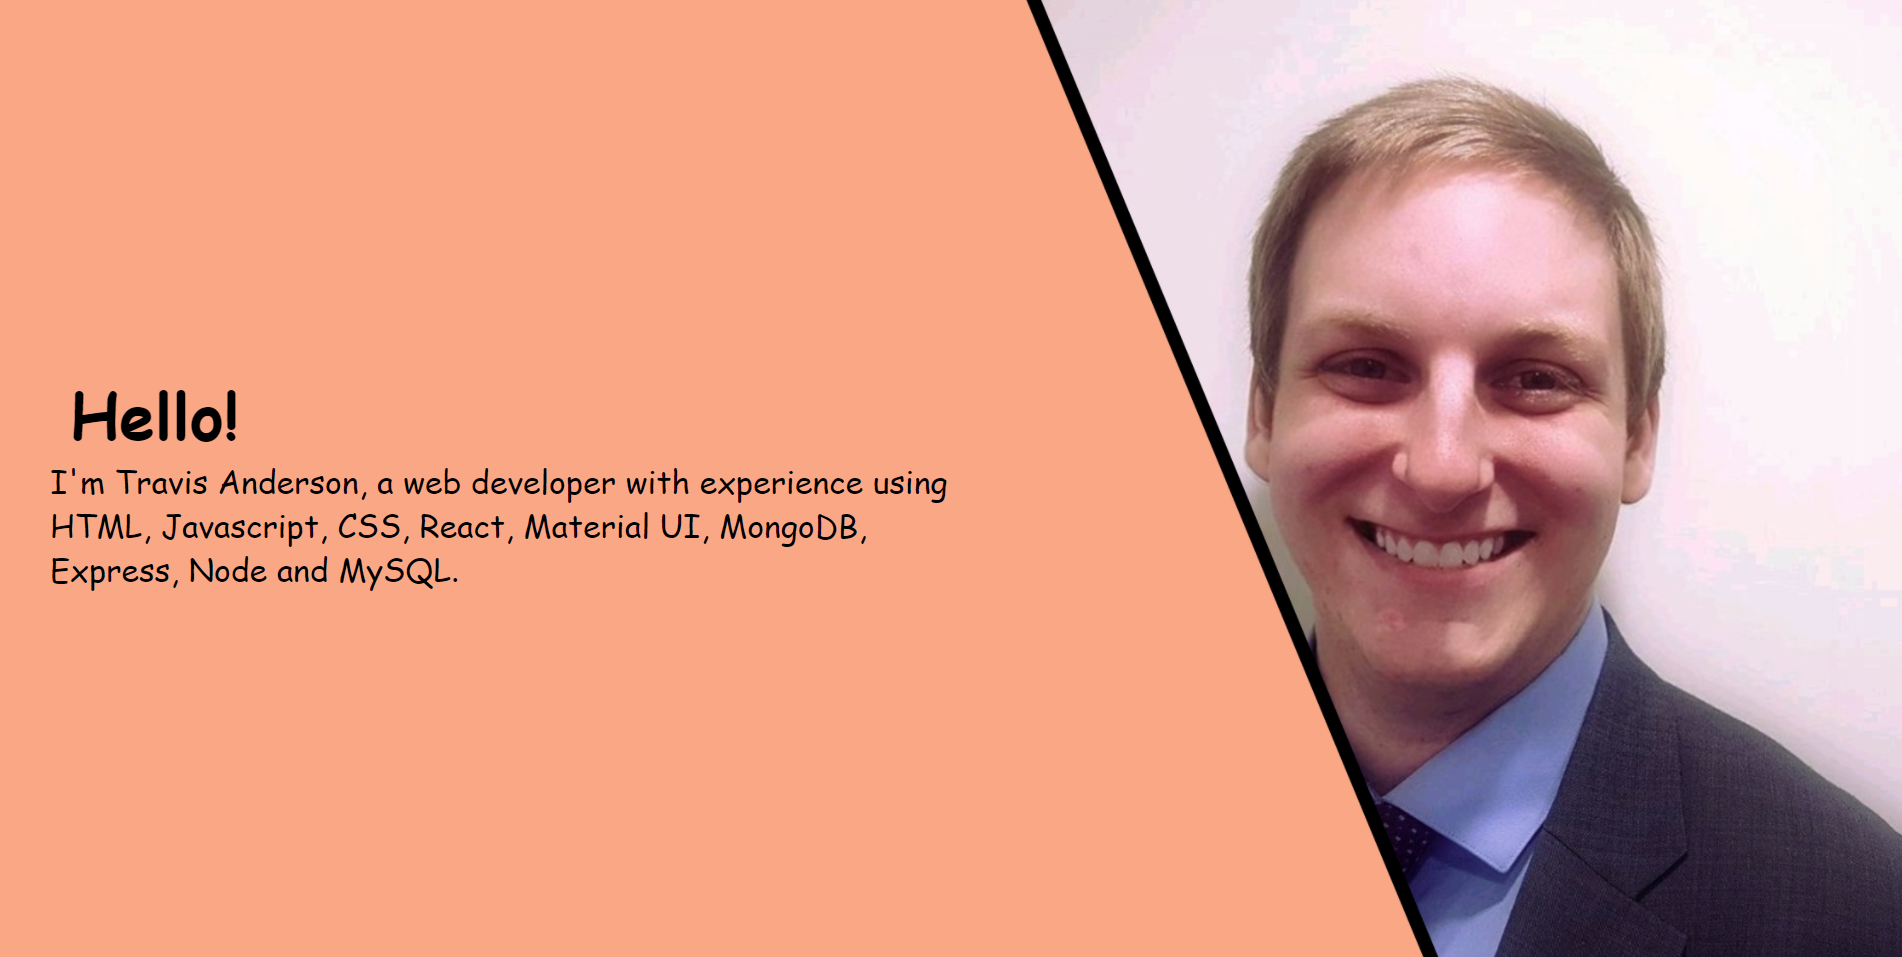 Hello!
I'm Travis Anderson, a web developer with experience using
HTML, Javascript, CSS, React, Material UI, MongoDB,
Express, Node and MySQL.